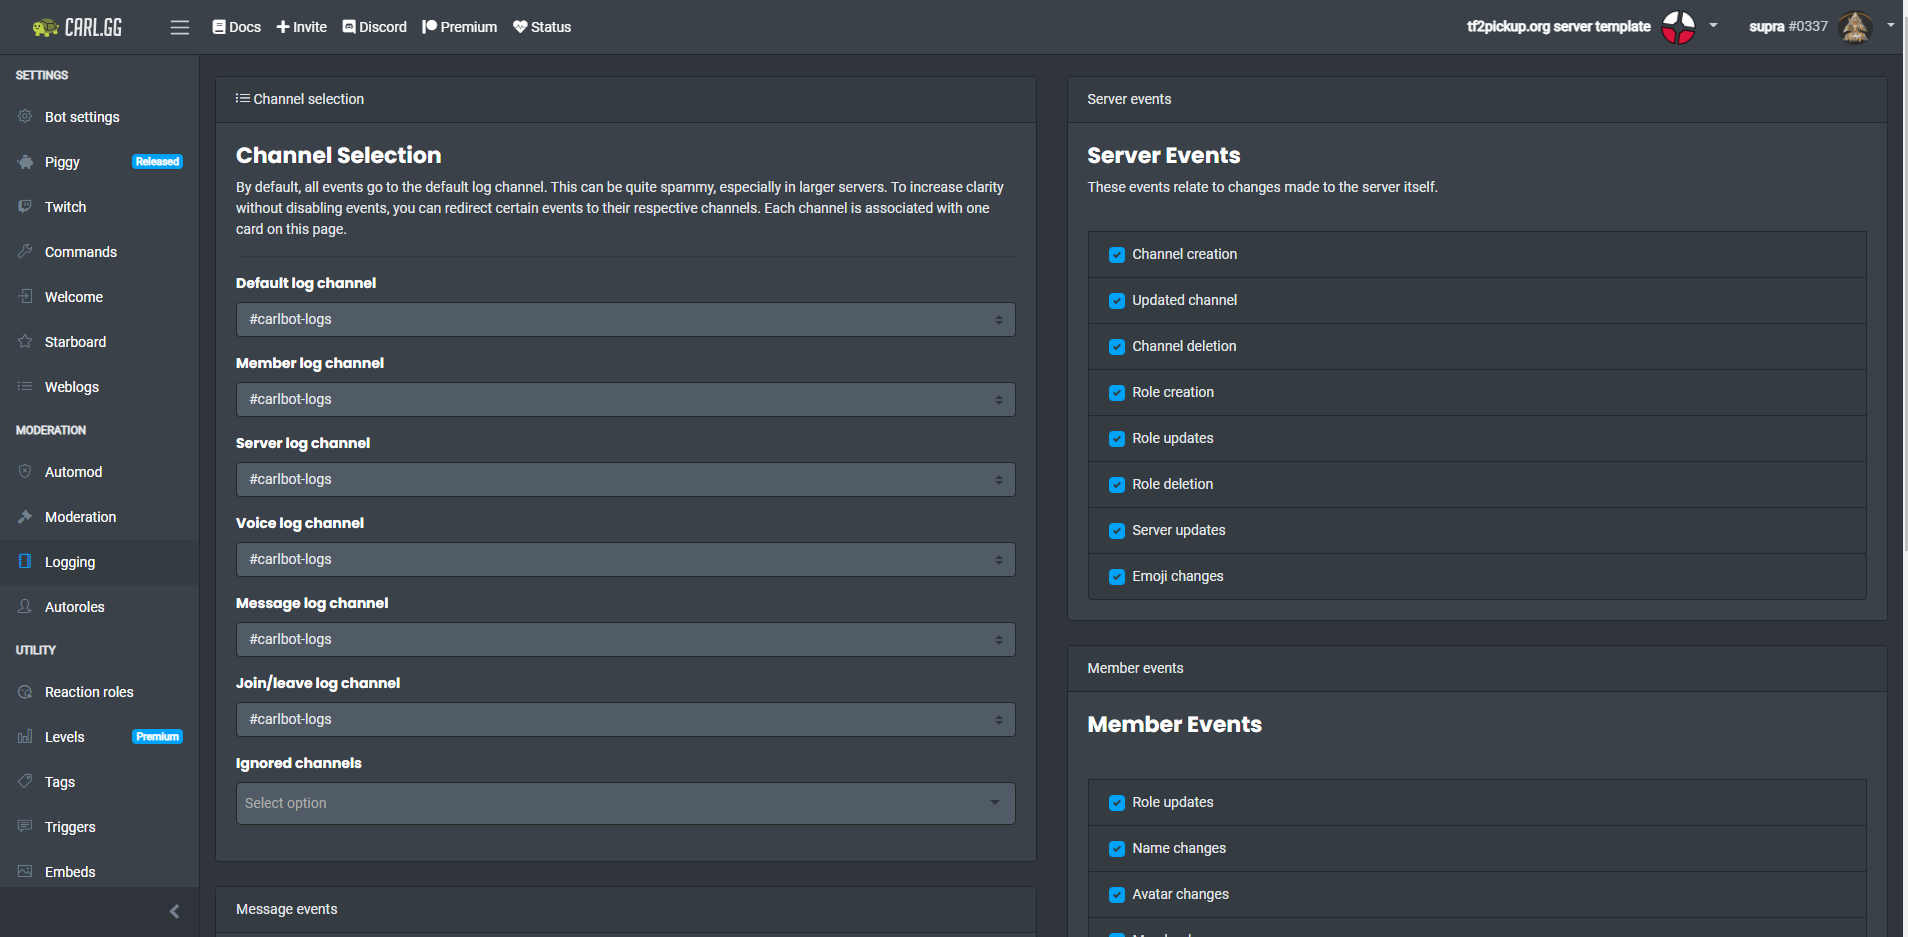 CARL.GG
Docs
Invite
Discord
Premium
Status
tf2pickup.org server template
supra #0337
SETTINGS
Bot settings
Piggy
Released
Twitch
Commands
Welcome
Starboard
Weblogs
MODERATION
Automod
Moderation
Logging
Autoroles
UTILITY
Reaction roles
Levels
Premium
Tags
Triggers
Embeds
Channel selection
Channel Selection
By default, all events go to the default log channel. This can be quite spammy, especially in larger servers. To increase clarity
without disabling events, you can redirect certain events to their respective channels. Each channel is associated with one
card on this page.
Default log channel
#carlbot-logs
Member log channel
#carlbot-logs
Server log channel
#carlbot-logs
Voice log channel
#carlbot-logs
Message log channel
#carlbot-logs
Join/leave log channel
#carlbot-logs
Ignored channels
Select option
Message events
Server events
Server Events
These events relate to changes made to the server itself.
Channel creation
Updated channel
Channel deletion
Role creation
Role updates
Role deletion
Server updates
Emoji changes
Member events
Member Events
Role updates
Name changes
Avatar changes